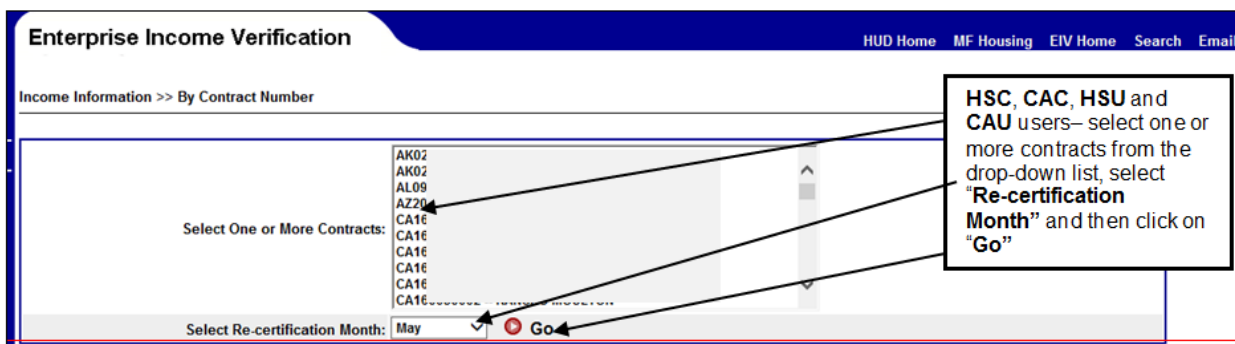 Enterprise Income Verification
HUD Home MF Housing EIV Home Search Email
Income Information >> By Contract Number
HSC, CAC, HSU and
CAU users– select one or
more contracts from the
drop-down list, select
“Re-certification
Month” and then click on
“Go”
Select One or More Contracts:
AK02
AK02
AL09
AZ20
CA16
CA16
CA16
CA16
CA16
CA16
Select Re-certification Month: May Go